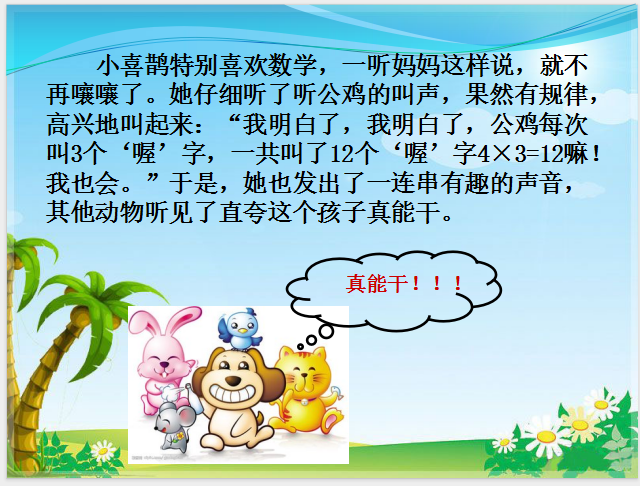 小喜鹊特别喜欢数学，一听妈妈这样说，就不
再嚷嚷了。她仔细听了听公鸡的叫声，果然有规律，
高兴地叫起来：“我明白了，我明白了，公鸡每次
叫3个‘喔’字，一共叫了12个‘喔’字4×3=12嘛！
我也会。”于是，她也发出了一连串有趣的声音，
其他动物听见了直夸这个孩子真能干。
真能干！！！